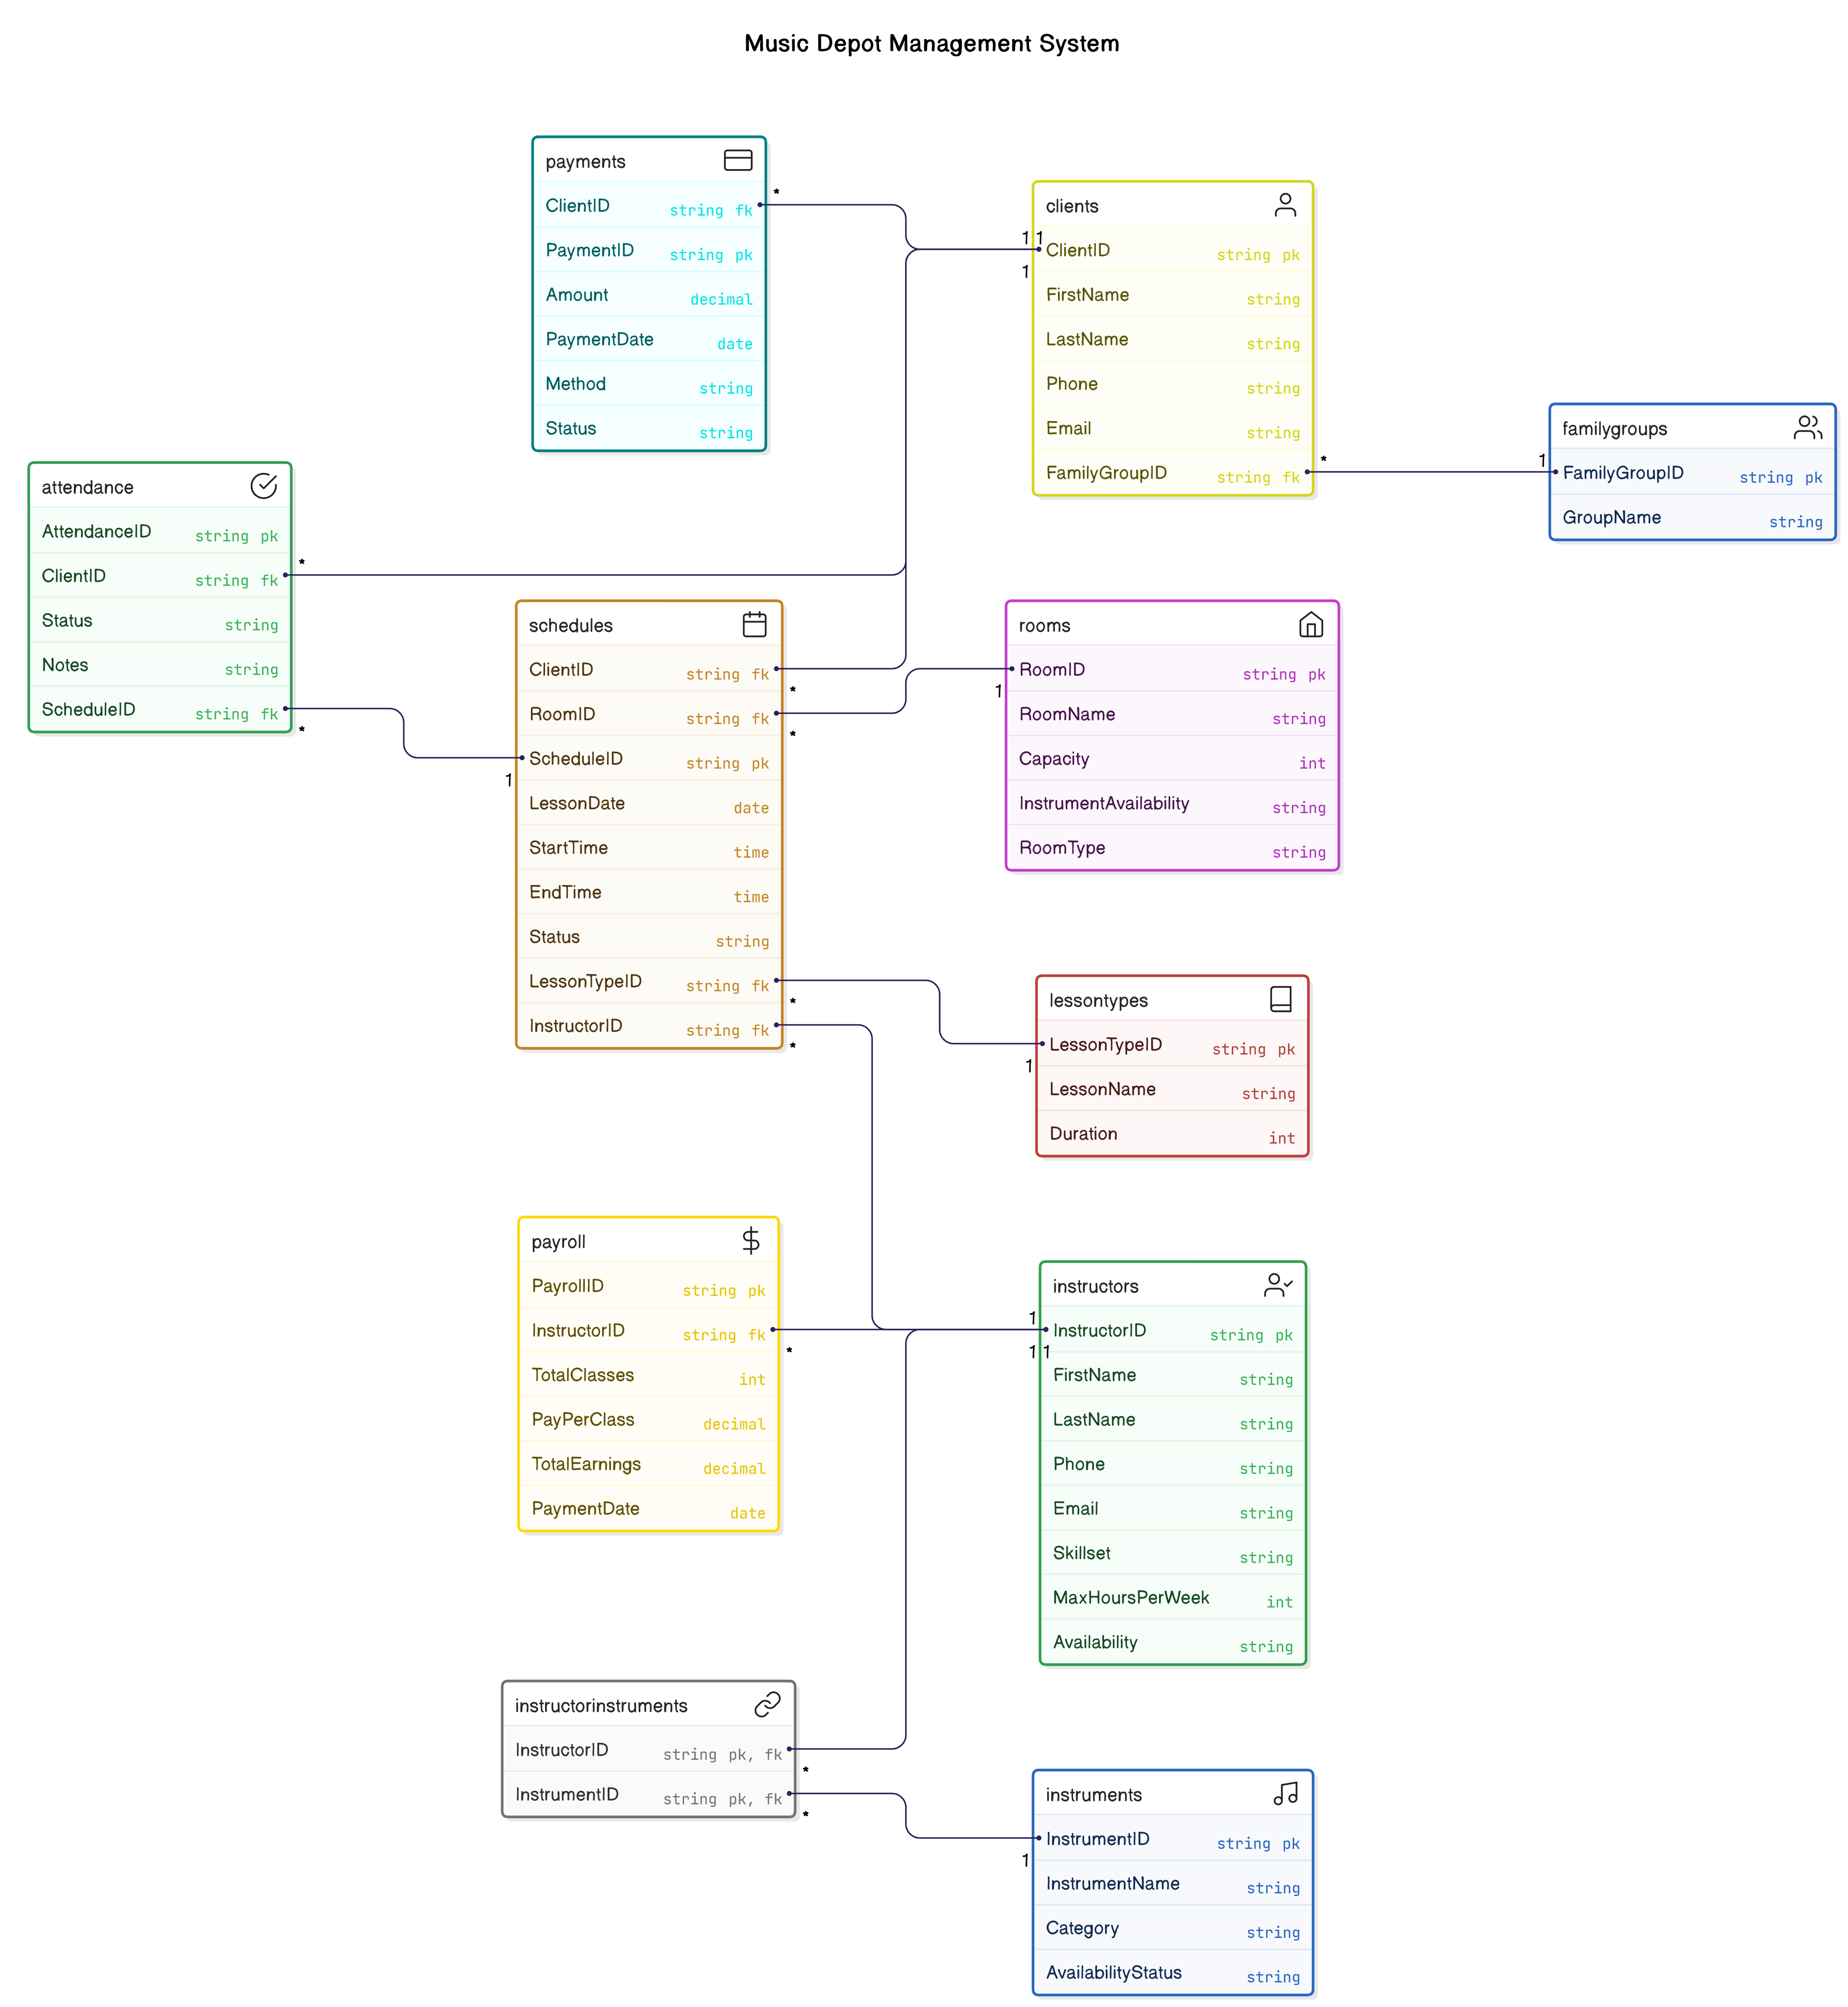 Music Depot Management System
payments
ClientID string fk
PaymentID string pk
Amount decimal
PaymentDate date
Method string
Status string
*
clients
1 1
ClientID string pk
1
FirstName string
LastName string
Phone string
Email string
FamilyGroupID string fk
*
1
familygroups
FamilyGroupID string pk
GroupName string
attendance
AttendanceID string pk
*
ClientID string fk
Status string
Notes string
ScheduleID string fk
*
schedules
ClientID string fk
*
RoomID string fk
*
ScheduleID string pk
1
LessonDate date
StartTime time
EndTime time
Status string
LessonTypeID string fk
*
InstructorID string fk
*
rooms
RoomID string pk
1
RoomName string
Capacity int
InstrumentAvailability string
RoomType string
lessontypes
LessonTypeID string pk
1
LessonName string
Duration int
payroll
PayrollID string pk
InstructorID string fk
*
TotalClasses int
PayPerClass decimal
TotalEarnings decimal
PaymentDate date
instructors
1
InstructorID string pk
1 1
FirstName string
LastName string
Phone string
Email string
Skillset string
MaxHoursPerWeek int
Availability string
instructorinstruments
InstructorID string pk, fk
*
InstrumentID string pk, fk
*
instruments
InstrumentID string pk
1
InstrumentName string
Category string
AvailabilityStatus string